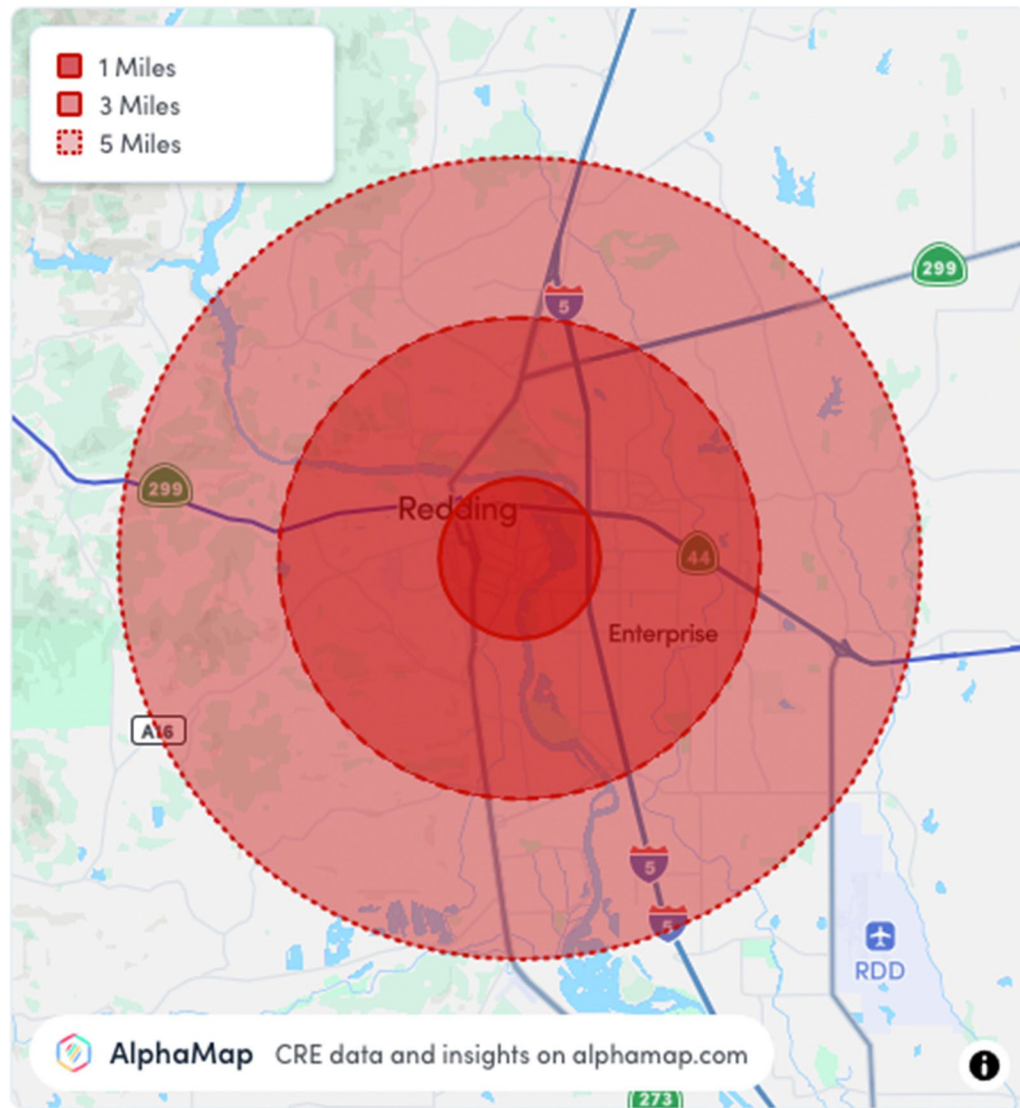 1 Miles
3 Miles
5 Miles
299
5
299
Redding
44
Enterprise
A16
5
5
RDD
AlphaMap CRE data and insights on alphamap.com
273